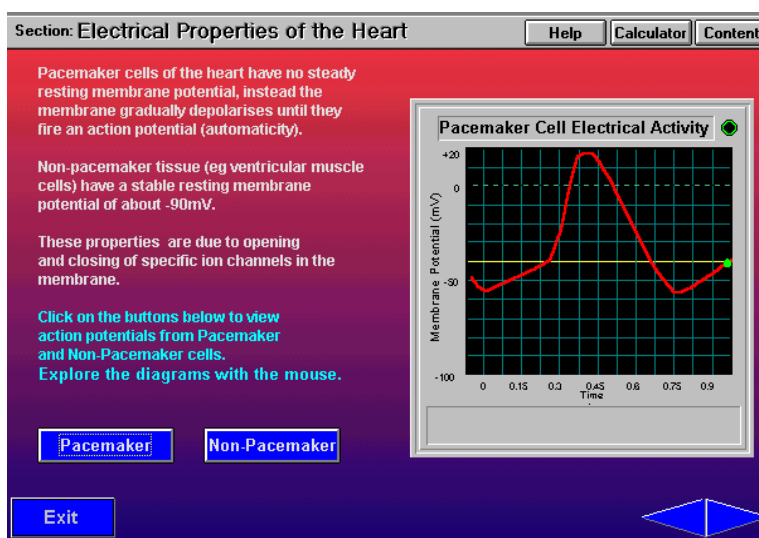 Section: Electrical Properties of the Heart
Help
Calculator
Content
Pacemaker cells of the heart have no steady
resting membrane potential, instead the
membrane gradually depolarises until they
fire an action potential (automaticity).
Non-pacemaker tissue (eg ventricular muscle
cells) have a stable resting membrane
potential of about -90mV.
These properties are due to opening
and closing of specific ion channels in the
membrane.
Click on the buttons below to view
action potentials from Pacemaker
and Non-Pacemaker cells.
Explore the diagrams with the mouse.
Pacemaker
Non-Pacemaker
Exit
Pacemaker Cell Electrical Activity
Membrane Potential (mV)
+20
0
-50
-100
0 0.15 0.3 0.45 0.6 0.75 0.9
Time